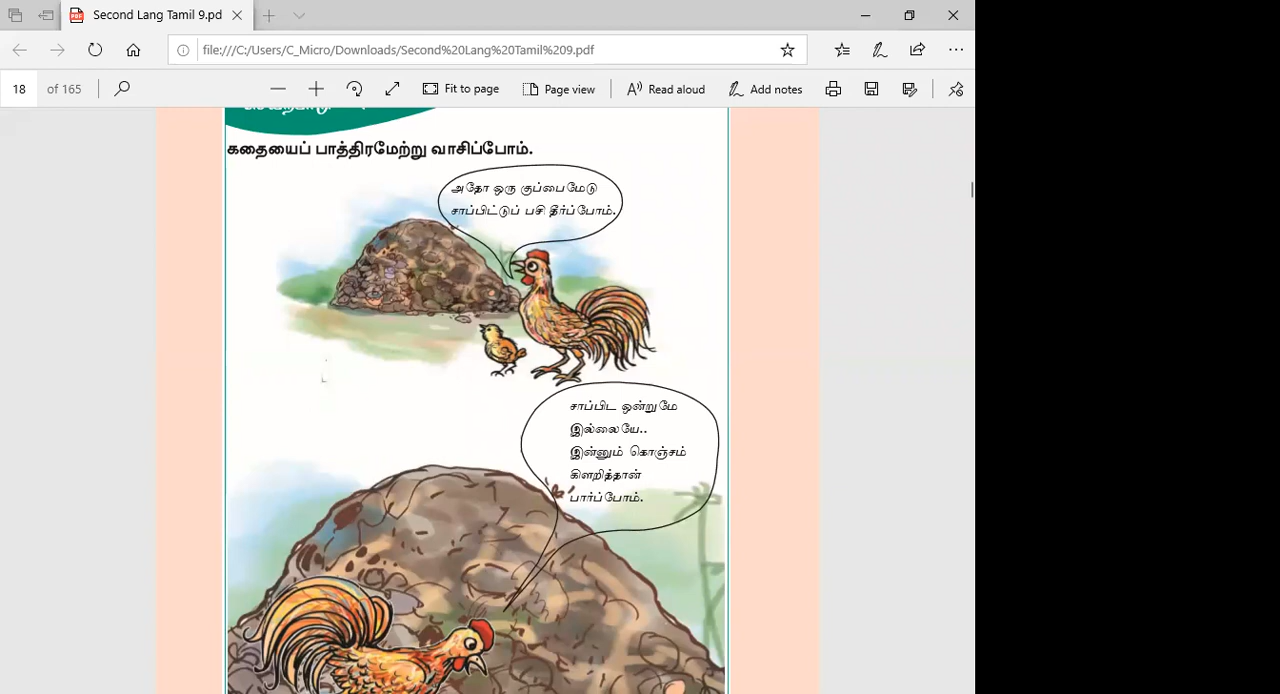 Second Lang Tamil 9.pd
file:///C:/Users/C_Micro/Downloads/Second%20Lang%20Tamil%209.pdf
18 of 165 Fit to page Page view Read aloud Add notes
கதையைப் பாத்திரமேற்று வாசிப்போம்.
அதோ ஒரு குப்பைமேடு
சாப்பிட்டுப் பசி தீர்ப்போம்.
சாப்பிட ஒன்றுமே
இல்லையே..
இன்னும் கொஞ்சம்
கிளறித்தான்
பார்ப்போம்.